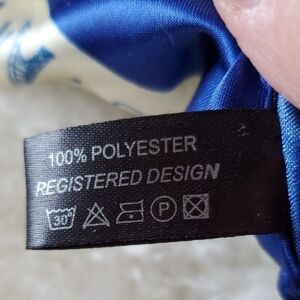 100% POLYESTER
REGISTERED DESIGN
30° P